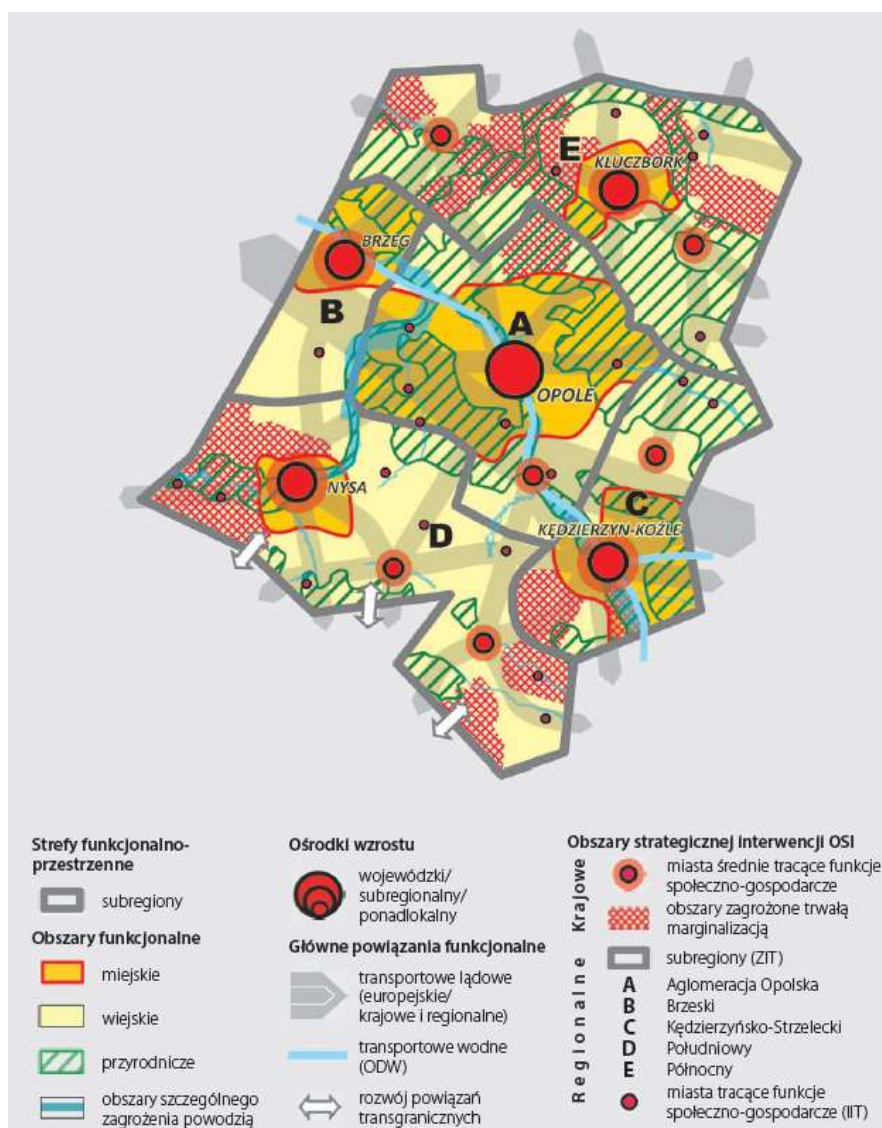 E
KLUCZBORK
BRZEG
B
A
OPOLE
NYSA
C
D
KĘDZIERZYN-KOŹLE
Strefy funkcjonalno-
przestrzenne
subregiony
Obszary funkcjonalne
miejskie
wiejskie
przyrodnicze
obszary szczególnego
zagrożenia powodzią
Ośrodki wzrostu
wojewódzki/
subregionalny/
ponadlokalny
Główne powiązania funkcjonalne
transportowe lądowe
(europejskie/
krajowe i regionalne)
transportowe wodne
(ODW)
rozwój powiązań
transgranicznych
Obszary strategicznej interwencji OSI
Krajowe
miasta średnie tracące funkcje
społeczno-gospodarcze
obszary zagrożone trwałą
marginalizacją
Regionalne
subregiony (ZIT)
A Aglomeracja Opolska
B Brzeski
C Kędzierzyńsko-Strzelecki
D Południowy
E Północny
miasta tracące funkcje
społeczno-gospodarcze (IIT)